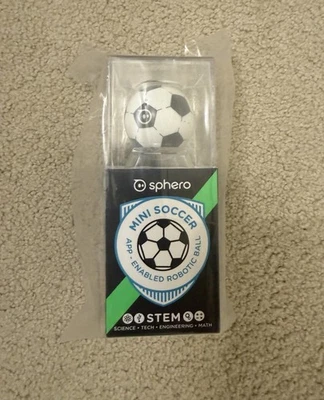 sphero
MINI SOCCER
APP - ENABLED ROBOTIC BALL
STEM
SCIENCE • TECH • ENGINEERING • MATH